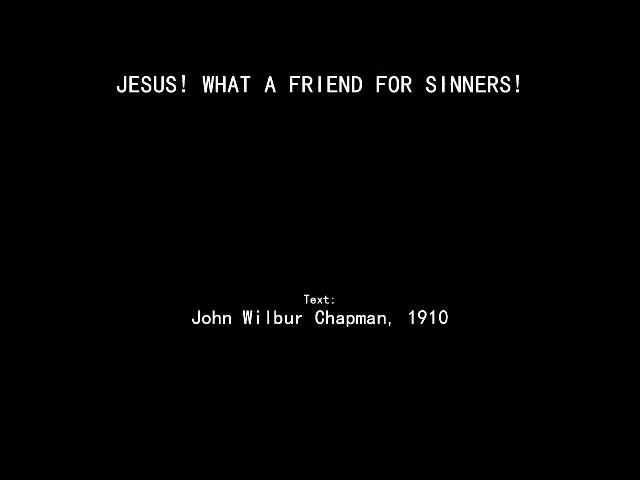 JESUS! WHAT A FRIEND FOR SINNERS!
Text:
John Wilbur Chapman, 1910